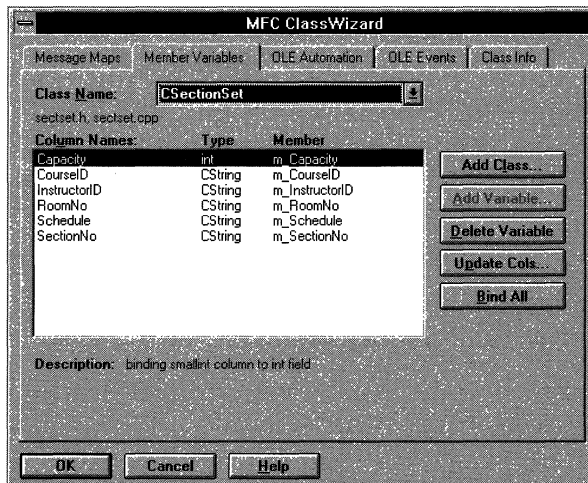 MFC ClassWizard
Message Maps Member Variables OLE Automation OLE Events Class Info
Class Name: CSectionSet
sectset.h, sectset.cpp
Column Names: Type Member
Capacity int m_Capacity
CourseID CString m_CourseID
InstructorID CString m_InstructorID
RoomNo CString m_RoomNo
Schedule CString m_Schedule
SectionNo CString m_SectionNo
Add Class...
Add Variable...
Delete Variable
Update Cols...
Bind All
Description: binding smallint column to int field
OK Cancel Help